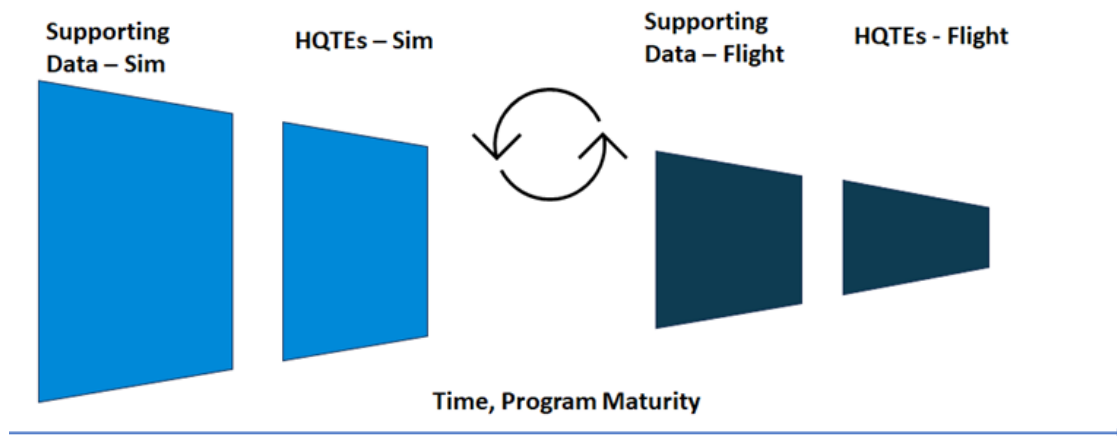 Supporting
Data – Sim
HQTEs – Sim
Supporting
Data – Flight
HQTEs - Flight
Time, Program Maturity